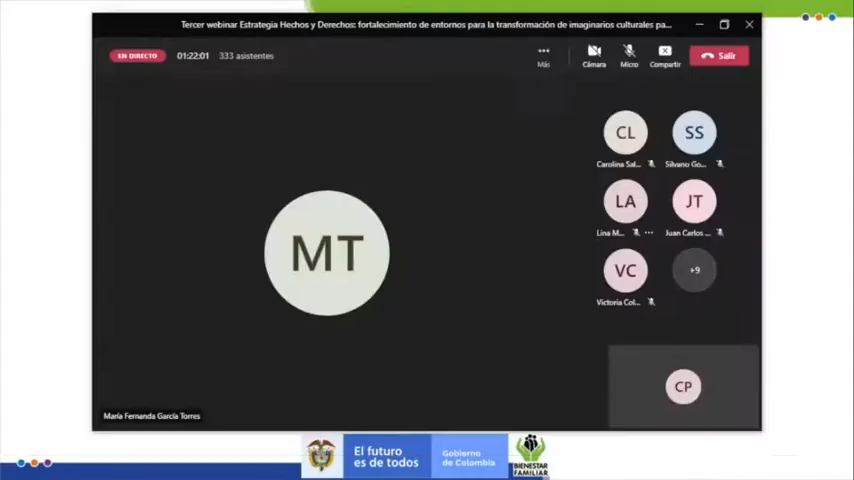 Tercer webinar Estrategia Hechos y Derechos: fortalecimiento de entornos para la transformación de imaginarios culturales pa...
EN DIRECTO 01:22:01 333 asistentes
Más Cámara Micro Compartir Salir
CL SS
Carolina Sal... Silvano Go...
LA JT
Lina M... Juan Carlos ...
VC +9
Victoria Col...
MT
CP
María Fernanda García Torres
El futuro
es de todos
Gobierno
de Colombia
BIENESTAR
FAMILIAR